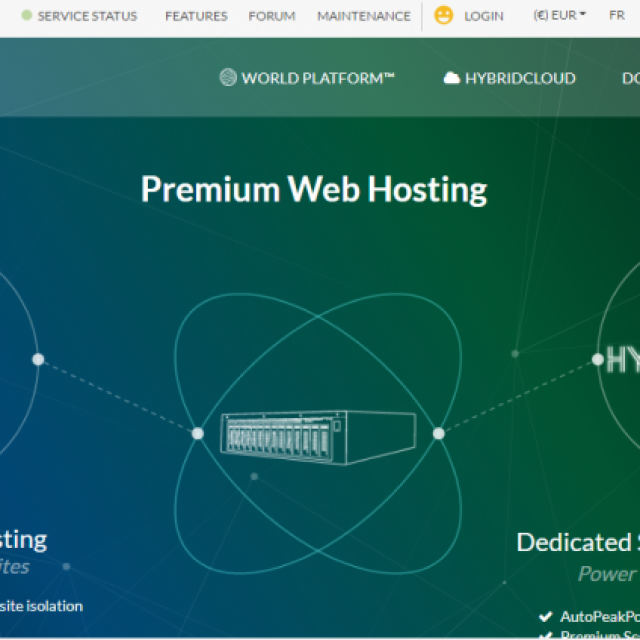 SERVICE STATUS FEATURES FORUM MAINTENANCE LOGIN (€) EUR FR
WORLD PLATFORM™ HYBRIDCLOUD DO
Premium Web Hosting
HY
sting
Dedicated S
ites
Power
site isolation
AutoPeakPo
Premium Sc